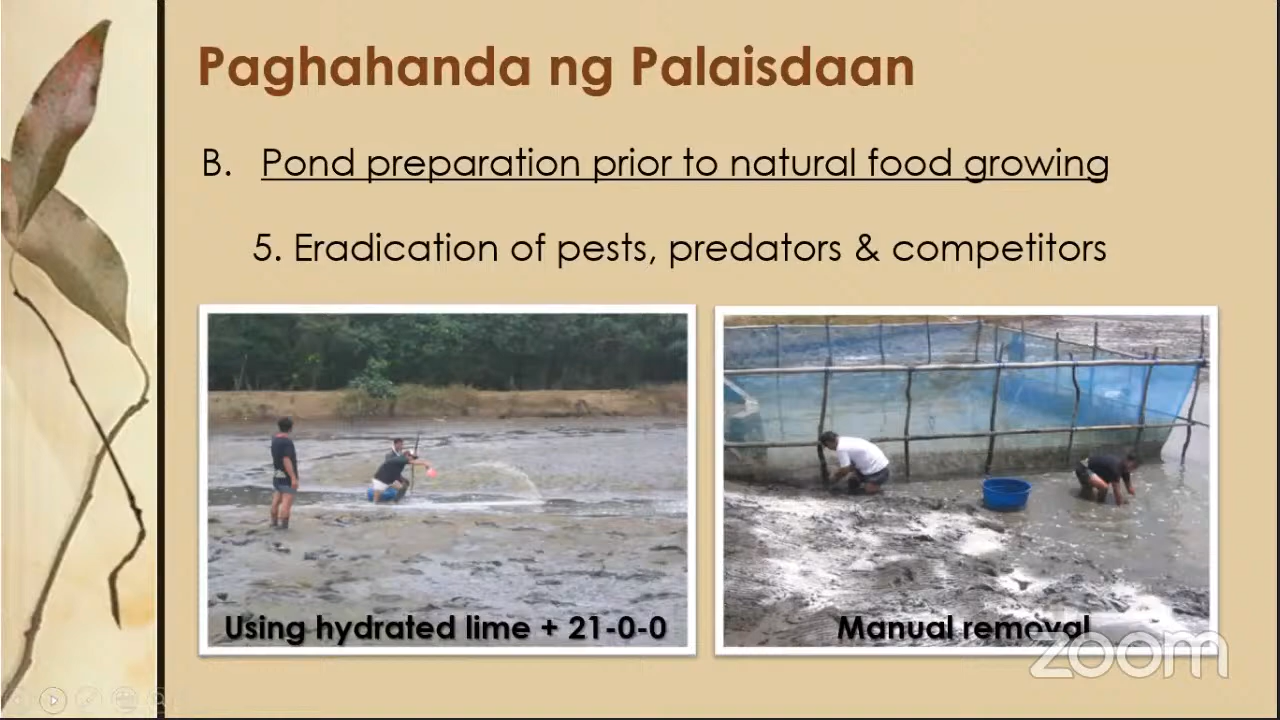 Paghahanda ng Palaisdaan
B. Pond preparation prior to natural food growing
5. Eradication of pests, predators & competitors
Using hydrated lime + 21-0-0
Manual removal
zoom